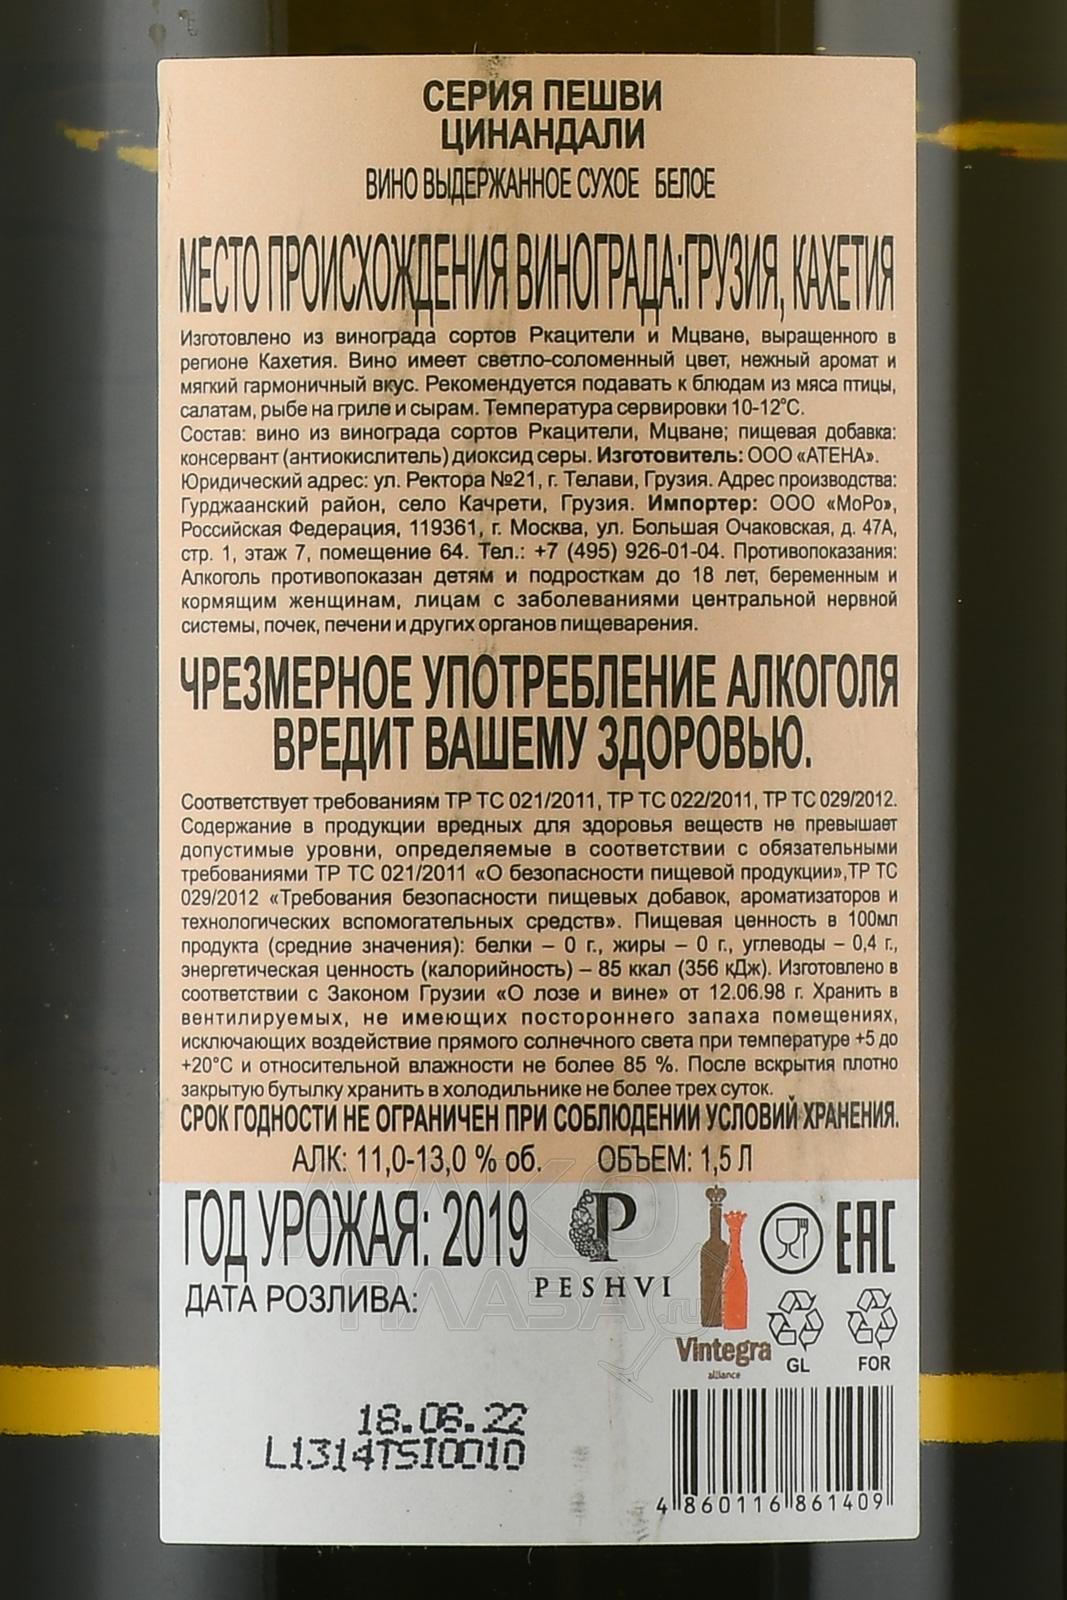 СЕРИЯ ПЕШВИ
ЦИНАНДАЛИ
ВИНО ВЫДЕРЖАННОЕ СУХОЕ БЕЛОЕ
МЕСТО ПРОИСХОЖДЕНИЯ ВИНОГРАДА:ГРУЗИЯ, КАХЕТИЯ
Изготовлено из винограда сортов Ркацители и Мцване, выращенного в
регионе Кахетия. Вино имеет светло-соломенный цвет, нежный аромат и
мягкий гармоничный вкус. Рекомендуется подавать к блюдам из мяса птицы,
салатам, рыбе на гриле и сырам. Температура сервировки 10-12°С.
Состав: вино из винограда сортов Ркацители, Мцване; пищевая добавка:
консервант (антиокислитель) диоксид серы. Изготовитель: ООО «АТЕНА».
Юридический адрес: ул. Ректора №21, г. Телави, Грузия. Адрес производства:
Гурджаанский район, село Качрети, Грузия. Импортер: ООО «МоРо»,
Российская Федерация, 119361, г. Москва, ул. Большая Очаковская, д. 47А,
стр. 1, этаж 7, помещение 64. Тел.: +7 (495) 926-01-04. Противопоказания:
Алкоголь противопоказан детям и подросткам до 18 лет, беременным и
кормящим женщинам, лицам с заболеваниями центральной нервной
системы, почек, печени и других органов пищеварения.
ЧРЕЗМЕРНОЕ УПОТРЕБЛЕНИЕ АЛКОГОЛЯ
ВРЕДИТ ВАШЕМУ ЗДОРОВЬЮ.
Соответствует требованиям ТР ТС 021/2011, ТР ТС 022/2011, ТР ТС 029/2012.
Содержание в продукции вредных для здоровья веществ не превышает
допустимые уровни, определяемые в соответствии с обязательными
требованиями ТР ТС 021/2011 «О безопасности пищевой продукции»,ТР ТС
029/2012 «Требования безопасности пищевых добавок, ароматизаторов и
технологических вспомогательных средств». Пищевая ценность в 100мл
продукта (средние значения): белки – 0 г., жиры – 0 г., углеводы – 0,4 г.,
энергетическая ценность (калорийность) – 85 ккал (356 кДж). Изготовлено в
соответствии с Законом Грузии «О лозе и вине» от 12.06.98 г. Хранить в
вентилируемых, не имеющих постороннего запаха помещениях,
исключающих воздействие прямого солнечного света при температуре +5 до
+20°С и относительной влажности не более 85 %. После вскрытия плотно
закрытую бутылку хранить в холодильнике не более трех суток.
СРОК ГОДНОСТИ НЕ ОГРАНИЧЕН ПРИ СОБЛЮДЕНИИ УСЛОВИЙ ХРАНЕНИЯ.
АЛК: 11,0-13,0 % об. ОБЪЕМ: 1,5 Л
ГОД УРОЖАЯ: 2019
ДАТА РОЗЛИВА:
P
PESHVI
EAC
АЛКО
ПЛАЗА.ru
Vintegra
alliance
GL
FOR
18.06.22
L1314TSI0010
4 860116 861409